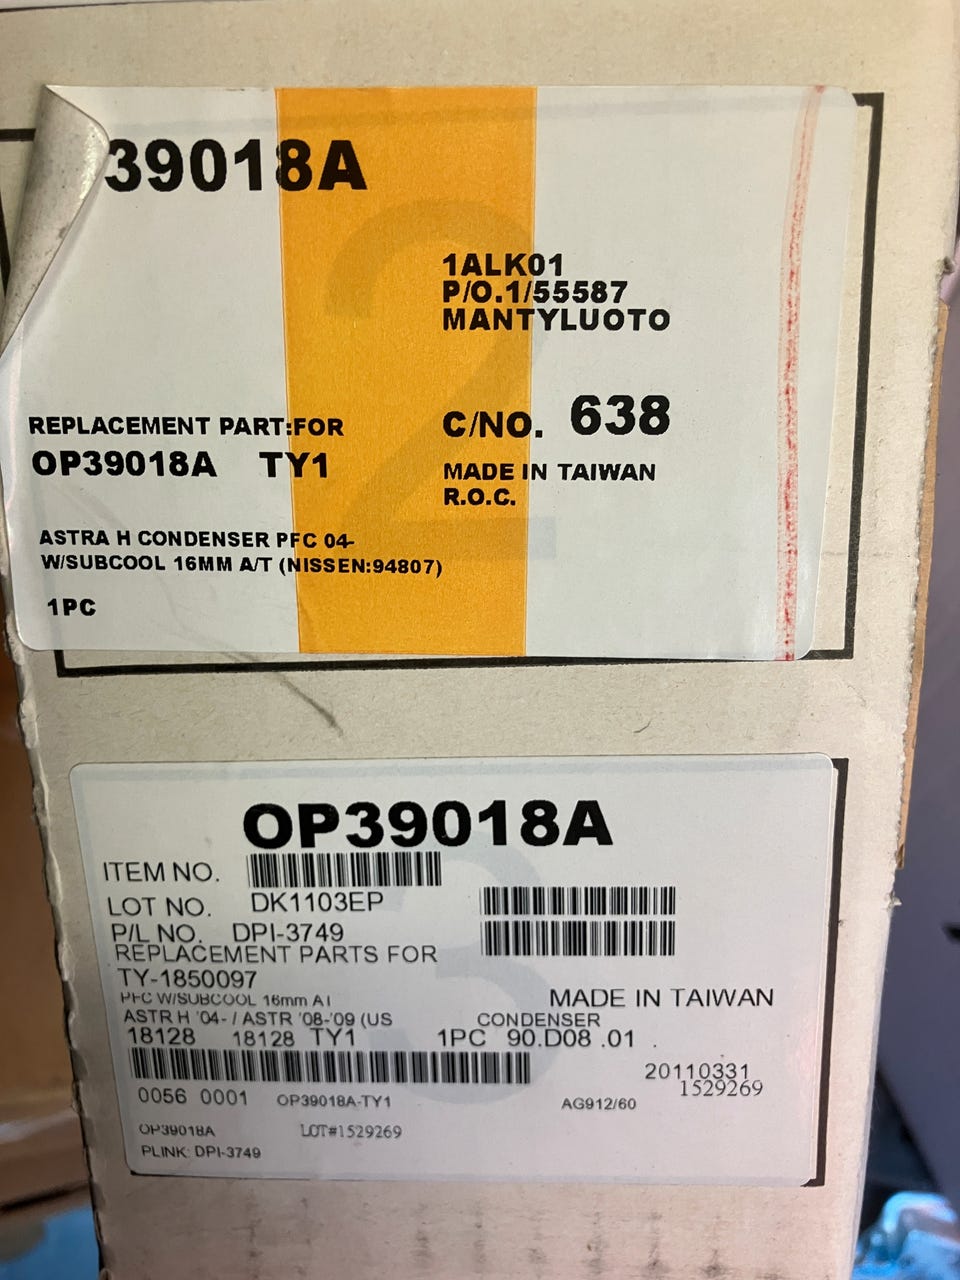 39018A
1ALK01
P/O.1/55587
MANTYLUOTO
REPLACEMENT PART:FOR
C/NO. 638
OP39018A TY1
MADE IN TAIWAN
R.O.C.
ASTRA H CONDENSER PFC 04-
W/SUBCOOL 16MM A/T (NISSEN:94807)
1PC
2
OP39018A
ITEM NO.
LOT NO. DK1103EP
P/L NO. DPI-3749
REPLACEMENT PARTS FOR
TY-1850097
PFC W/SUBCOOL 16mm
MADE IN TAIWAN
ASTR H '04- / ASTR '08-'09 (US
CONDENSER
18128 18128 TY1 1PC 90.D08 .01 .
20110331
1529269
0056 0001 OP39018A-TY1 AG912/60
OP39018A LOT#1529269
PLINK: DPI-3749
3